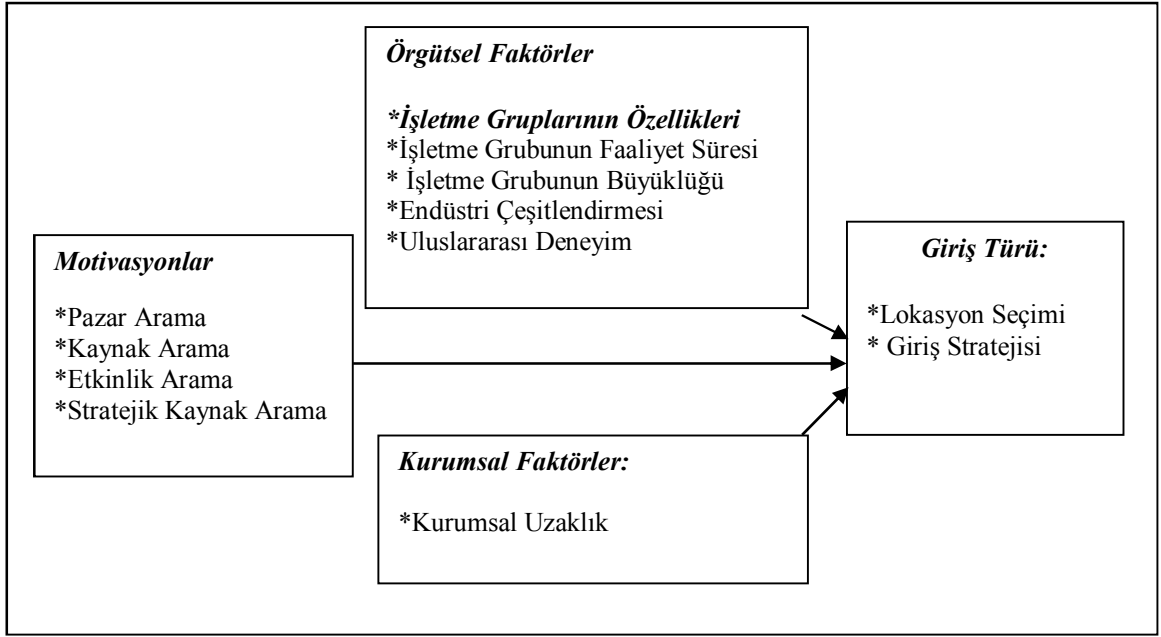 Örgütsel Faktörler
*İşletme Gruplarının Özellikleri
*İşletme Grubunun Faaliyet Süresi
* İşletme Grubunun Büyüklüğü
*Endüstri Çeşitlendirmesi
*Uluslararası Deneyim
Motivasyonlar
*Pazar Arama
*Kaynak Arama
*Etkinlik Arama
*Stratejik Kaynak Arama
Giriş Türü:
*Lokasyon Seçimi
* Giriş Stratejisi
Kurumsal Faktörler:
*Kurumsal Uzaklık